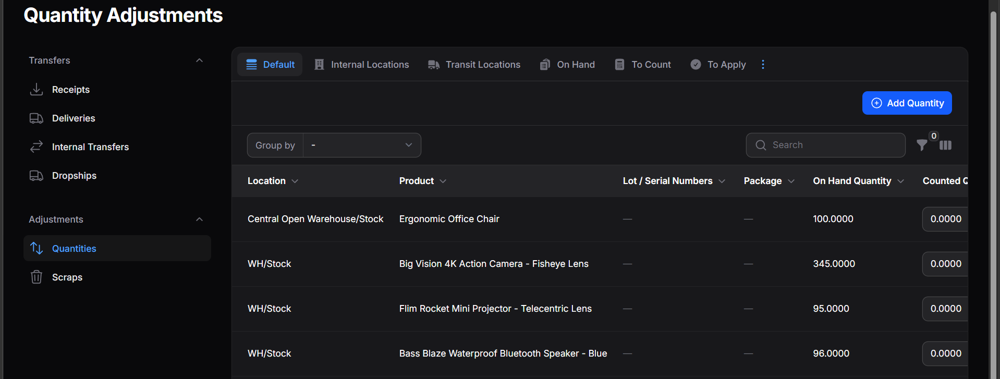 Quantity Adjustments
Transfers
Receipts
Deliveries
Internal Transfers
Dropships
Adjustments
Quantities
Scraps
Default Internal Locations Transit Locations On Hand To Count To Apply
Add Quantity
Group by - Search 0
Location Product Lot / Serial Numbers Package On Hand Quantity Counted Q
Central Open Warehouse/Stock Ergonomic Office Chair — — 100.0000 0.0000
WH/Stock Big Vision 4K Action Camera - Fisheye Lens — — 345.0000 0.0000
WH/Stock Flim Rocket Mini Projector - Telecentric Lens — — 95.0000 0.0000
WH/Stock Bass Blaze Waterproof Bluetooth Speaker - Blue — — 96.0000 0.0000